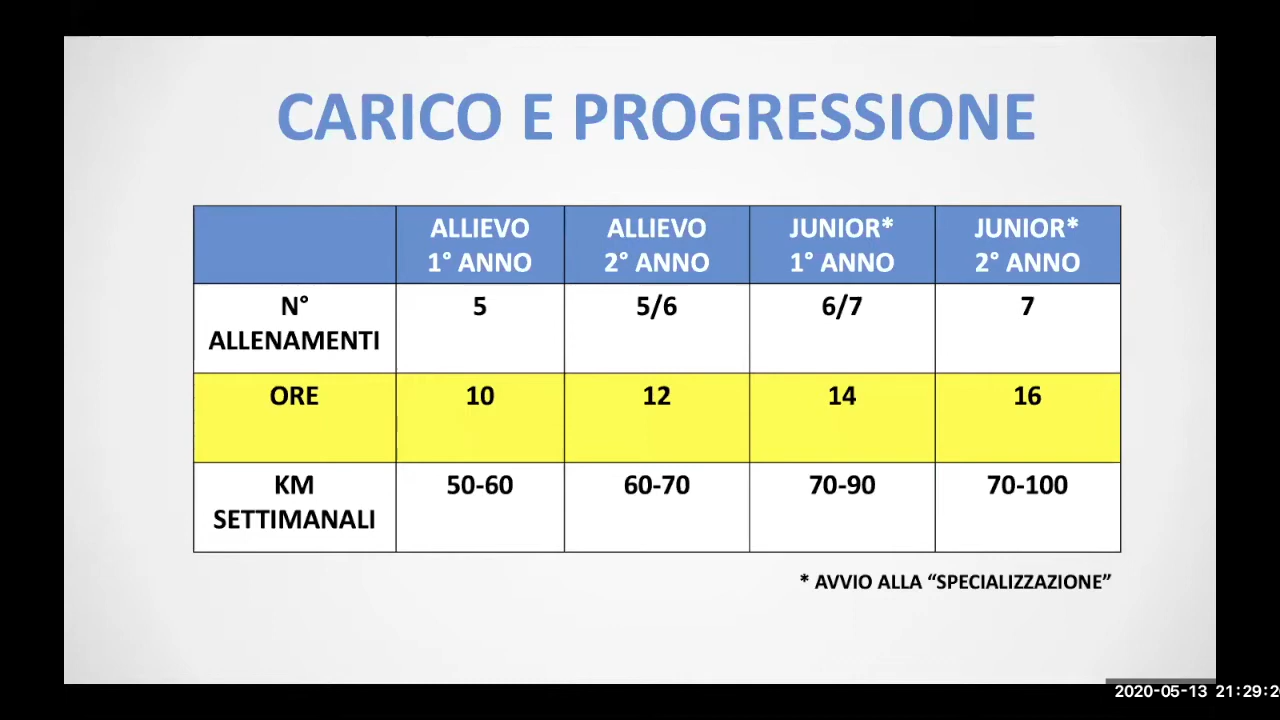 CARICO E PROGRESSIONE
ALLIEVO 1° ANNO ALLIEVO 2° ANNO JUNIOR* 1° ANNO JUNIOR* 2° ANNO
N° ALLENAMENTI 5 5/6 6/7 7
ORE 10 12 14 16
KM SETTIMANALI 50-60 60-70 70-90 70-100
* AVVIO ALLA “SPECIALIZZAZIONE”
2020-05-13 21:29:2